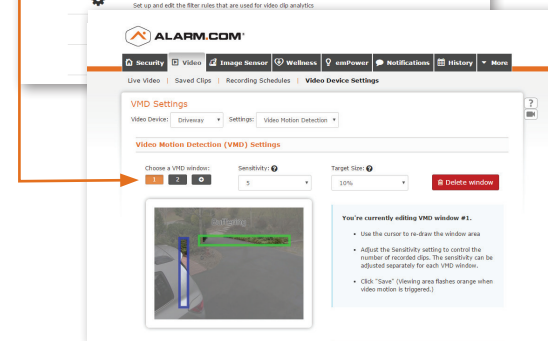 Set up and edit the filter rules that are used for video clip analytics
ALARM.COM
Security Video Image Sensor Wellness emPower Notifications History More
Live Video | Saved Clips | Recording Schedules | Video Device Settings
VMD Settings
?
Video Device: Driveway Settings: Video Motion Detection
Video Motion Detection (VMD) Settings
Choose a VMD window: Sensitivity: ? Target Size: ?
1 2 5 10% Delete window
You're currently editing VMD window #1.
• Use the cursor to re-draw the window area
• Adjust the Sensitivity setting to control the
number of recorded clips. The sensitivity can be
adjusted separately for each VMD window.
• Click "Save" (Viewing area flashes orange when
video motion is triggered.)